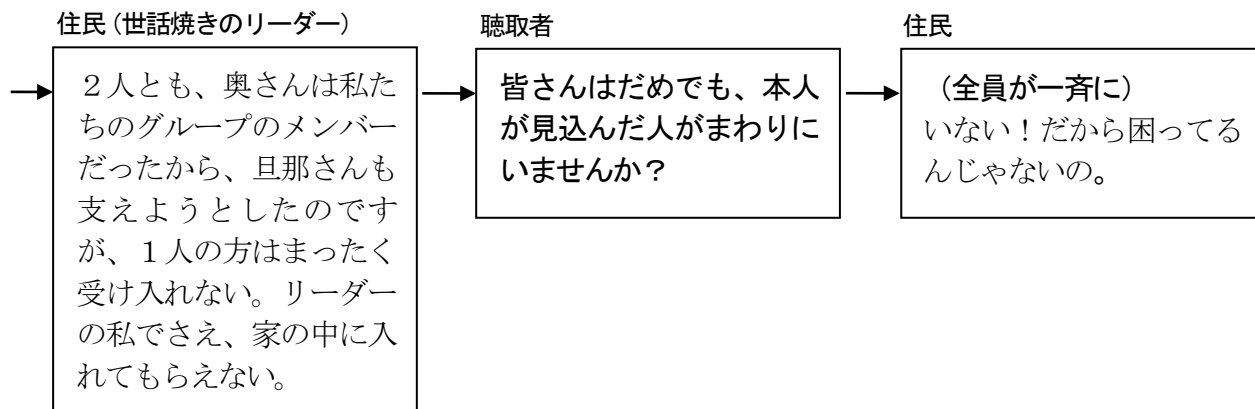 住民（世話焼きのリーダー）
２人とも、奥さんは私た
ちのグループのメンバー
だったから、旦那さんも
支えようとしたのです
が、１人の方はまったく
受け入れない。リーダー
の私でさえ、家の中に入
れてもらえない。
聴取者
皆さんはだめでも、本人
が見込んだ人がまわりに
いませんか？
住民
（全員が一斉に）
いない！だから困ってる
んじゃないの。